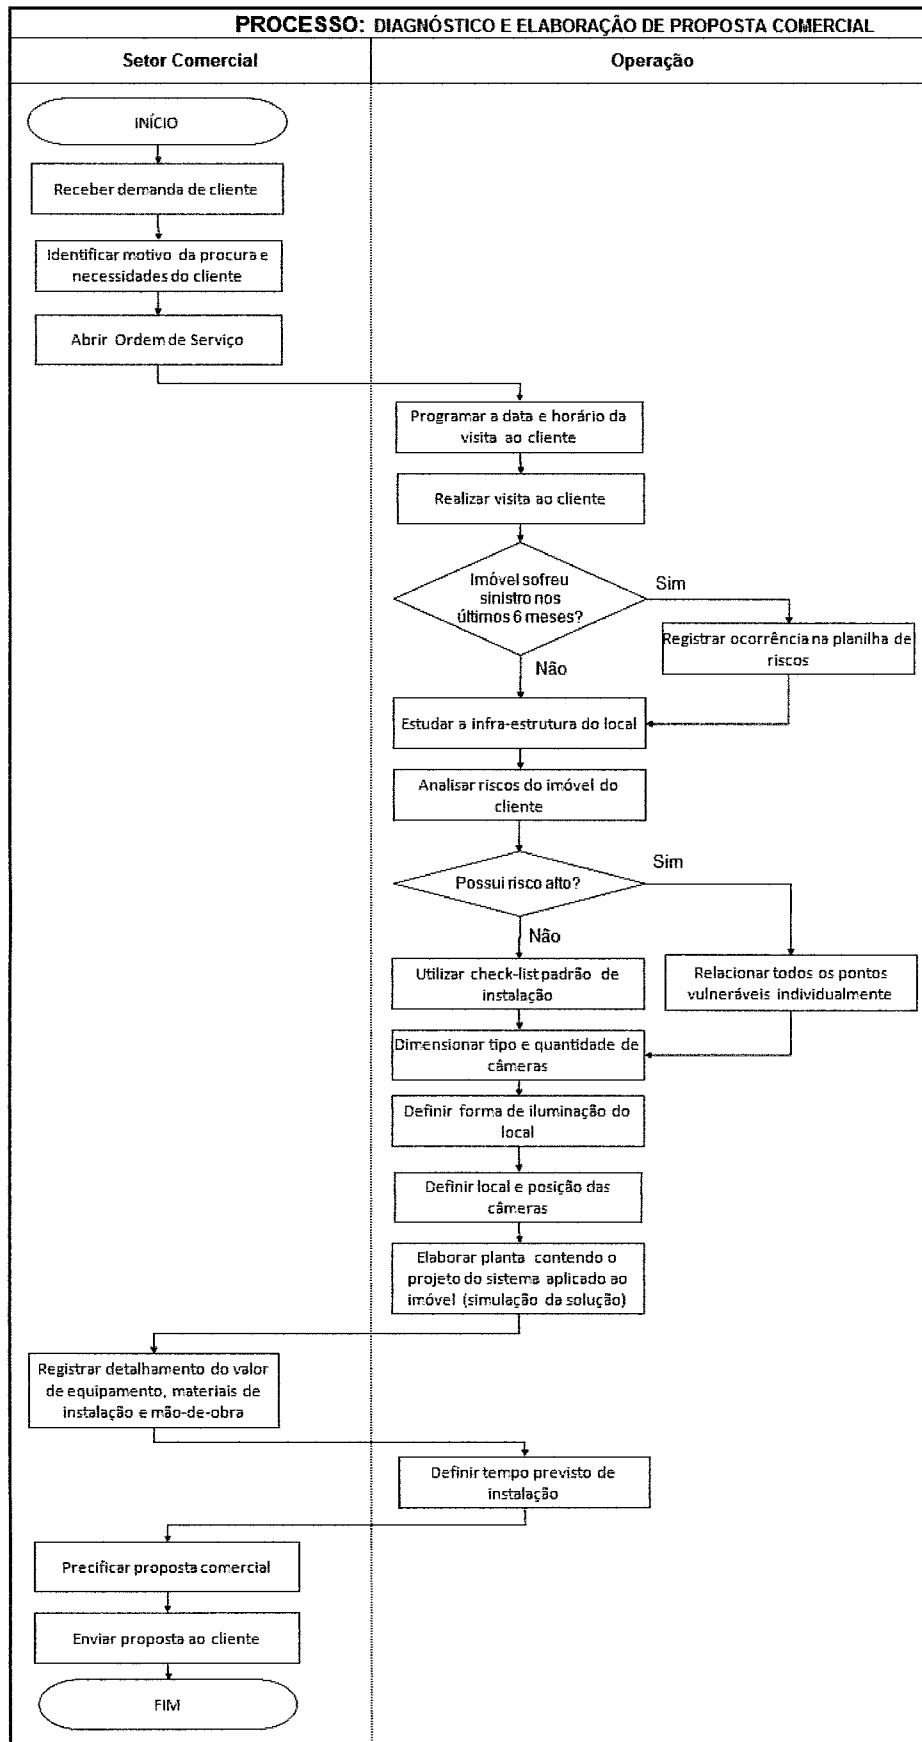 PROCESSO: DIAGNÓSTICO E ELABORAÇÃO DE PROPOSTA COMERCIAL
Setor Comercial
Operação
INÍCIO
Receber demanda de cliente
Identificar motivo da procura e
necessidades do cliente
Abrir Ordem de Serviço
Programar a data e horário da
visita ao cliente
Realizar visita ao cliente
Imóvel sofreu
sinistro nos
últimos 6 meses?
Sim
Registrar ocorrência na planilha de
riscos
Não
Estudar a infra-estrutura do local
Analisar riscos do imóvel do
cliente
Possui risco alto?
Sim
Não
Utilizar check-list padrão de
instalação
Relacionar todos os pontos
vulneráveis individualmente
Dimensionar tipo e quantidade de
câmeras
Definir forma de iluminação do
local
Definir local e posição das
câmeras
Elaborar planta contendo o
projeto do sistema aplicado ao
imóvel (simulação da solução)
Registrar detalhamento do valor
de equipamento, materiais de
instalação e mão-de-obra
Definir tempo previsto de
instalação
Precificar proposta comercial
Enviar proposta ao cliente
FIM